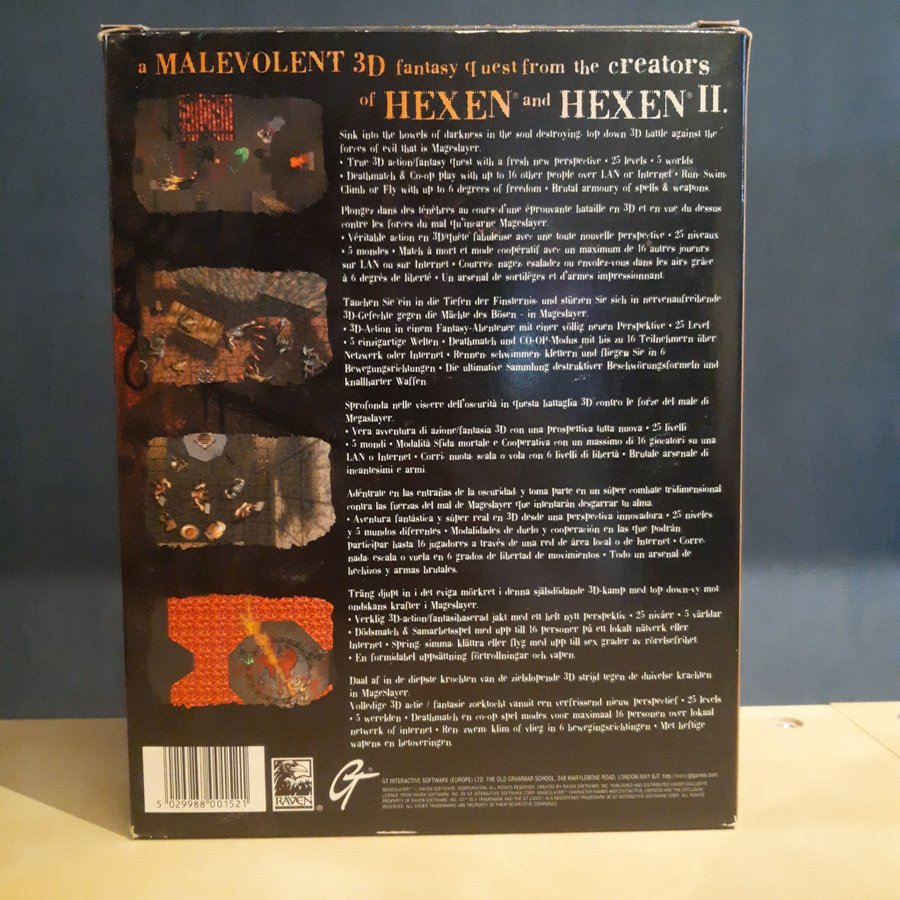 a MALEVOLENT 3D fantasy quest from the creators
of HEXEN® and HEXEN® II.
Sink into the bowels of darkness in the soul destroying, top down 3D battle against the
forces of evil that is Mageslayer.
• True 3D action/fantasy quest with a fresh new perspective • 25 levels • 5 worlds
• Deathmatch & Co-op play with up to 16 other people over LAN or Internet • Run, Swim,
Climb or Fly with up to 6 degrees of freedom • Brutal armoury of spells & weapons.
Plongez dans des ténèbres au cours d'une éprouvante bataille en 3D et en vue du dessus
contre les forces du mal qu'incarne Mageslayer.
• Véritable action en 3D/quête fabuleuse avec une toute nouvelle perspective • 25 niveaux
• 5 mondes • Match à mort et mode coopératif avec un maximum de 16 autres joueurs
sur LAN ou sur Internet • Courrez, nagez, esaladez ou envolez-vous dans les airs grâce
à 6 degrés de liberté • Un arsenal de sortilèges et d'armes impressionnant.
Tauchen Sie ein in die Tiefen der Finsternis, und stürzen Sie sich in nervenaufreibende
3D-Gefechte gegen die Mächte des Bösen - in Mageslayer.
• 3D-Action in einem Fantasy-Abenteuer mit einer völlig neuen Perspektive • 25 Level
• 5 einzigartige Welten • Deathmatch und CO-OP-Modus mit bis zu 16 Teilnehmern über
Netzwerk oder Internet • Rennen, schwimmen, klettern und fliegen Sie in 6
Bewegungsrichtungen • Die ultimative Sammlung destruktiver Beschwörungsformeln und
knallharter Waffen.
Sprofonda nelle viscere dell'oscurità in questa battaglia 3D contro le forze del male di
Megaslayer.
• Vera avventura di azione/fantasia 3D con una prospettiva tutta nuova • 25 livelli
• 5 mondi • Modalità Sfida mortale e Cooperativa con un massimo di 16 giocatori su una
LAN o Internet • Corri, nuota, scala o vola con 6 livelli di libertà • Brutale arsenale di
incantesimi e armi.
Adéntrate en las entrañas de la oscuridad, y toma parte en un súper combate tridimensional
contra las fuerzas del mal de Mageslayer que intentarán desgarrar tu alma.
• Aventura fantástica y súper real en 3D desde una perspectiva innovadora • 25 niveles
y 5 mundos diferentes • Modalidades de duelo y cooperación en las que podrán
participar hasta 16 jugadores a través de una red de área local o de Internet • Corre,
nada, escala o vuela en 6 grados de libertad de movimientos • Todo un arsenal de
hechizos y armas brutales.
Träng djupt in i det eviga mörkret i denna själsdödande 3D-kamp med top down-vy mot
ondskans krafter i Mageslayer.
• Verklig 3D-action/fantasibaserad jakt med ett helt nytt perspektiv • 25 nivåer • 5 världar
• Dödsmatch & Samarbetsspel med upp till 16 personer på ett lokalt nätverk eller
Internet • Spring, simma, klättra eller flyg med upp till sex grader av rörelsefrihet
• En formidabel uppsättning förtrollningar och vapen.
Daal af in de diepste krochten van de zielslopende 3D strijd tegen de duivelse krachten
in MageSlayer.
Volledige 3D actie / fantasie zoektocht vanuit een verfrissend nieuw perspectief • 25 levels
• 5 werelden • Deathmatch en co-op spel modes voor maximaal 16 personen over lokaal
netwerk of internet • Ren, zwem, klim of vlieg in 6 bewegingsrichtingen • Met heftige
wapens en betoveringen.
5 029988 001521
RAVEN®
GT®
GT INTERACTIVE SOFTWARE (EUROPE) LTD. THE OLD GRAMMAR SCHOOL, 248 MARYLEBONE ROAD, LONDON NW1 6JT http://www.gtgames.com